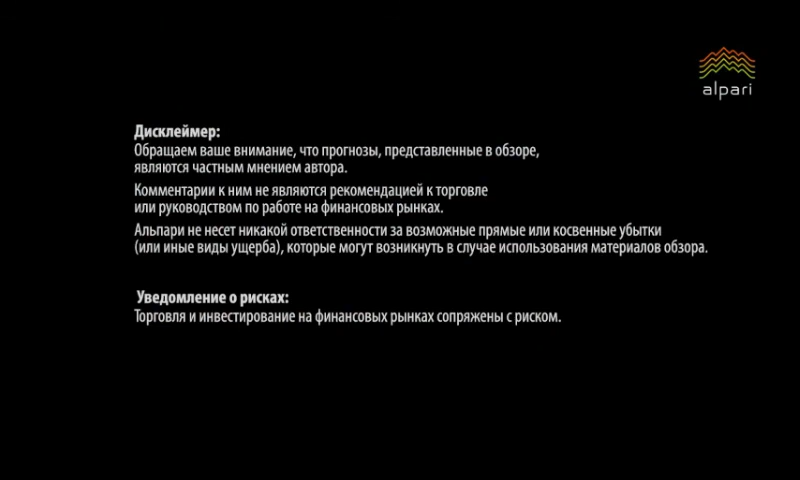 alpari
Дисклеймер:
Обращаем ваше внимание, что прогнозы, представленные в обзоре,
являются частным мнением автора.
Комментарии к ним не являются рекомендацией к торговле
или руководством по работе на финансовых рынках.
Альпари не несет никакой ответственности за возможные прямые или косвенные убытки
(или иные виды ущерба), которые могут возникнуть в случае использования материалов обзора.
Уведомление о рисках:
Торговля и инвестирование на финансовых рынках сопряжены с риском.